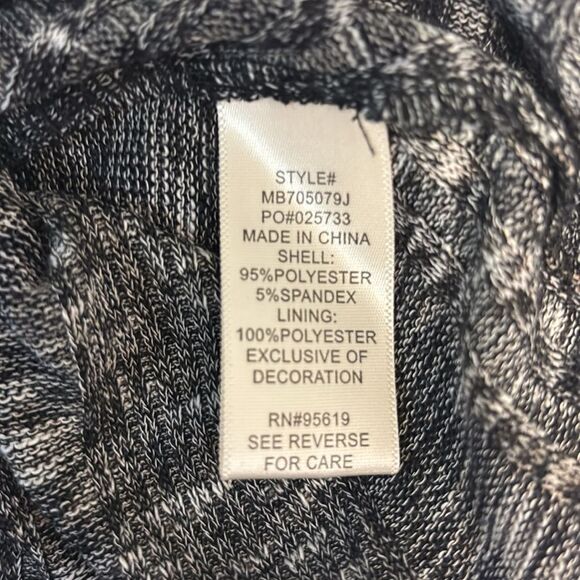 STYLE#
MB705079J
PO#025733
MADE IN CHINA
SHELL:
95%POLYESTER
5%SPANDEX
LINING:
100%POLYESTER
EXCLUSIVE OF
DECORATION
RN#95619
SEE REVERSE
FOR CARE